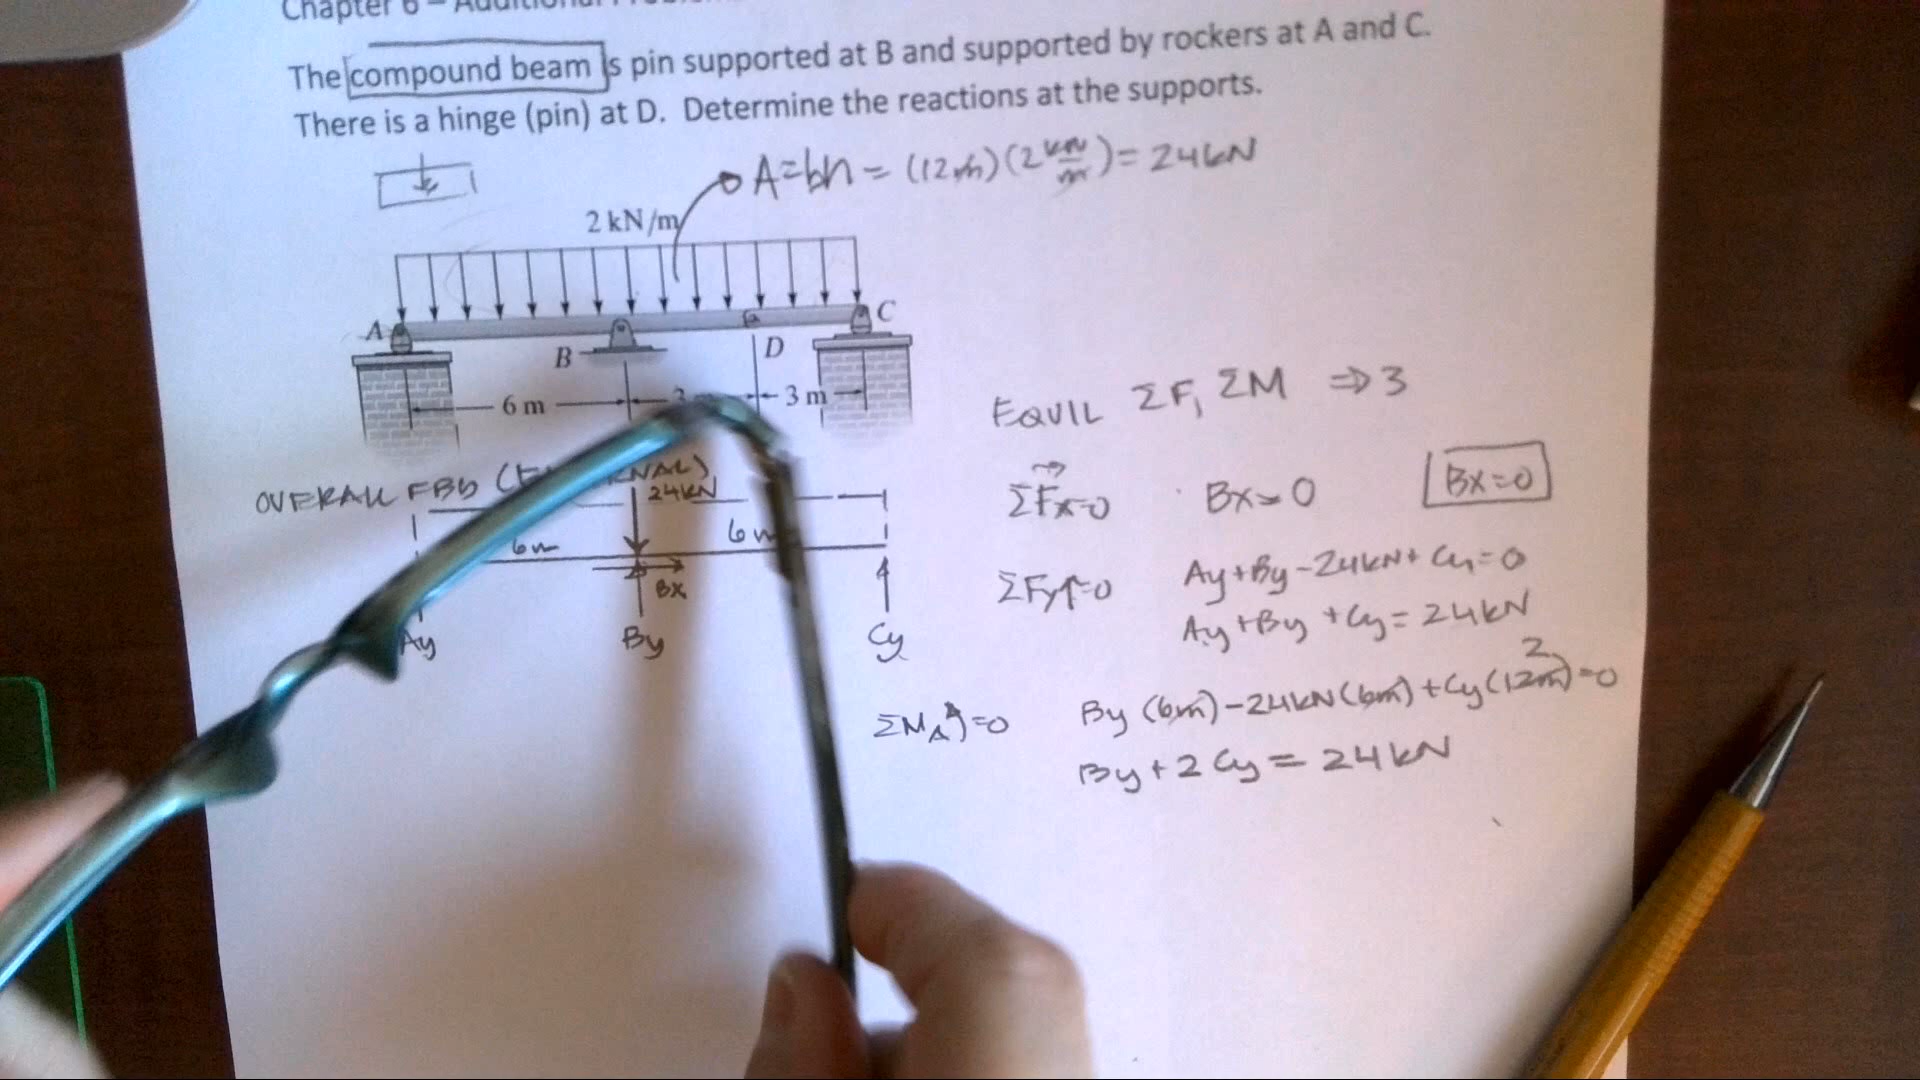 Chapter 6 – Additional
The compound beam is pin supported at B and supported by rockers at A and C.
There is a hinge (pin) at D. Determine the reactions at the supports.
A=bh = (12m)(2 kN/m) = 24kN
2 kN/m
A
B
D
C
6 m
3 m
OVERALL FBD
24kN
6m
6m
Bx
Ay
By
Cy
EQUIL ΣF, ΣM ⇒ 3
ΣFx=0 Bx=0 Bx=0
ΣFy↑=0 Ay+By-24kN+Cy=0
Ay+By+Cy=24kN
2
ΣMA=0 By(6m)-24kN(6m)+Cy(12m)=0
By+2Cy=24kN